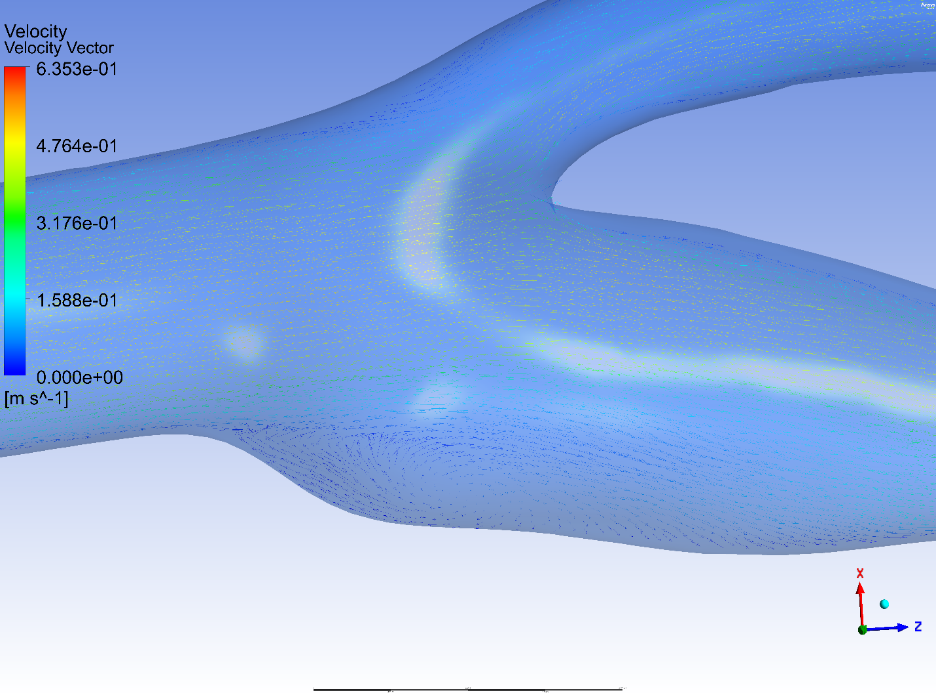 Velocity
Velocity Vector
6.353e-01
4.764e-01
3.176e-01
1.588e-01
0.000e+00
[m s^-1]
X
Z